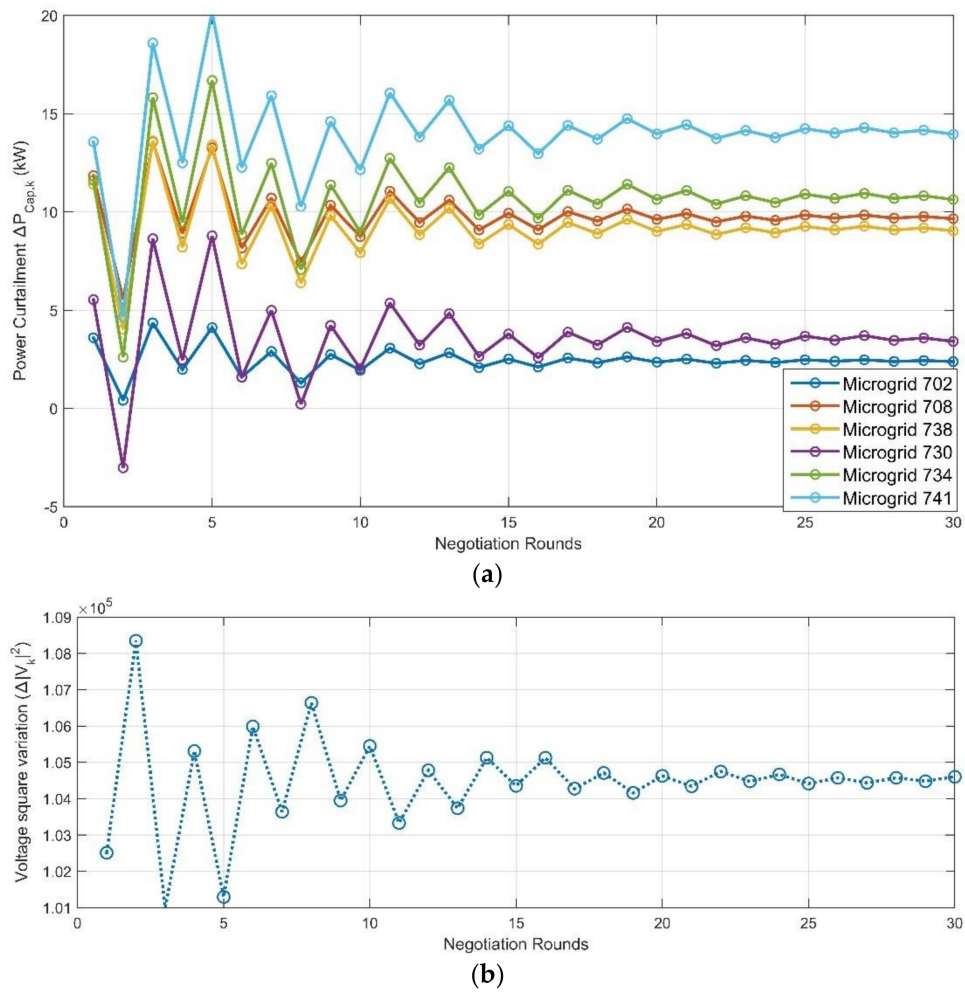 20
15
10
5
0
-5
Power Curtailment ΔP_Cap,k (kW)
Microgrid 702
Microgrid 708
Microgrid 738
Microgrid 730
Microgrid 734
Microgrid 741
0 5 10 15 20 25 30
Negotiation Rounds
(a)
×10^5
1.09
1.08
1.07
1.06
1.05
1.04
1.03
1.02
1.01
Voltage square variation (Δ|V_k|^2)
0 5 10 15 20 25 30
Negotiation Rounds
(b)